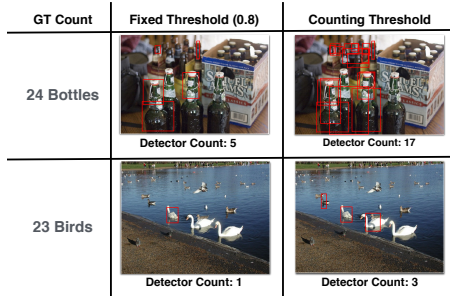 GT Count
Fixed Threshold (0.8)
Counting Threshold
24 Bottles
Detector Count: 5
Detector Count: 17
23 Birds
Detector Count: 1
Detector Count: 3